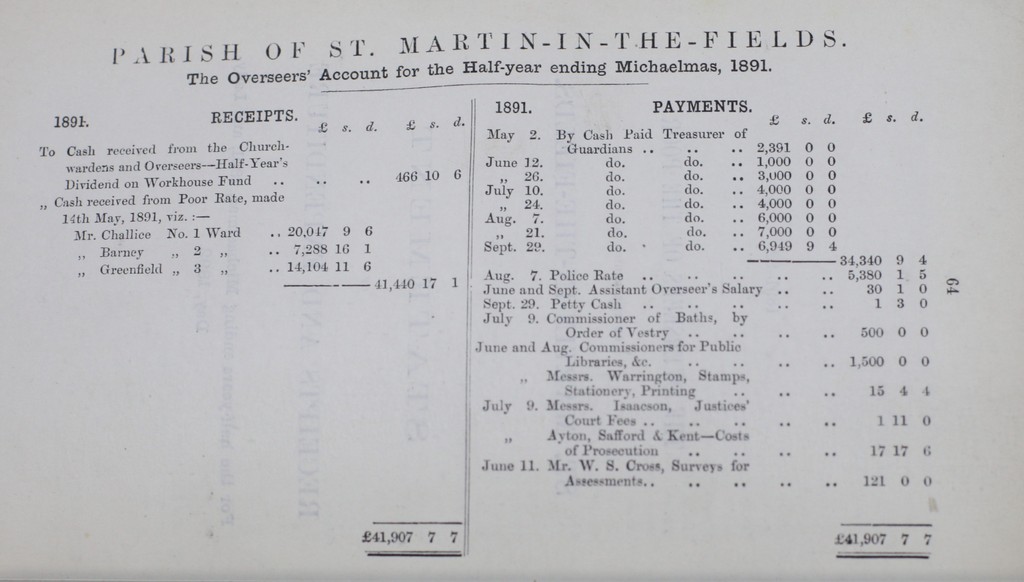 PARISH OF ST. MARTIN-IN-THE-FIELDS.
The Overseers' Account for the Half-year ending Michaelmas, 1891.
1891. RECEIPTS.
£ s. d. £ s. d.
To Cash received from the Church-
wardens and Overseers—Half-Year's
Dividend on Workhouse Fund .. .. .. 466 10 6
„ Cash received from Poor Rate, made
14th May, 1891, viz. :—
Mr. Challice No. 1 Ward .. 20,047 9 6
„ Barney „ 2 „ .. 7,288 16 1
„ Greenfield „ 3 „ .. 14,104 11 6
41,440 17 1
£41,907 7 7
1891. PAYMENTS.
£ s. d. £ s. d.
May 2. By Cash Paid Treasurer of
Guardians .. .. .. 2,391 0 0
June 12. do. do. .. 1,000 0 0
„ 26. do. do. .. 3,000 0 0
July 10. do. do. .. 4,000 0 0
„ 24. do. do. .. 4,000 0 0
Aug. 7. do. do. .. 6,000 0 0
„ 21. do. do. .. 7,000 0 0
Sept. 29. do. do. .. 6,949 9 4
34,340 9 4
Aug. 7. Police Rate .. .. .. .. .. 5,380 1 5
June and Sept. Assistant Overseer's Salary .. .. 30 1 0
Sept. 29. Petty Cash .. .. .. .. .. 1 3 0
July 9. Commissioner of Baths, by
Order of Vestry .. .. .. .. 500 0 0
June and Aug. Commissioners for Public
Libraries, &c. .. .. .. .. 1,500 0 0
„ Messrs. Warrington, Stamps,
Stationery, Printing .. .. .. 15 4 4
July 9. Messrs. Isaacson, Justices'
Court Fees .. .. .. .. .. 1 11 0
„ Ayton, Safford & Kent—Costs
of Prosecution .. .. .. .. 17 17 6
June 11. Mr. W. S. Cross, Surveys for
Assessments.. .. .. .. .. 121 0 0
£41,907 7 7
64